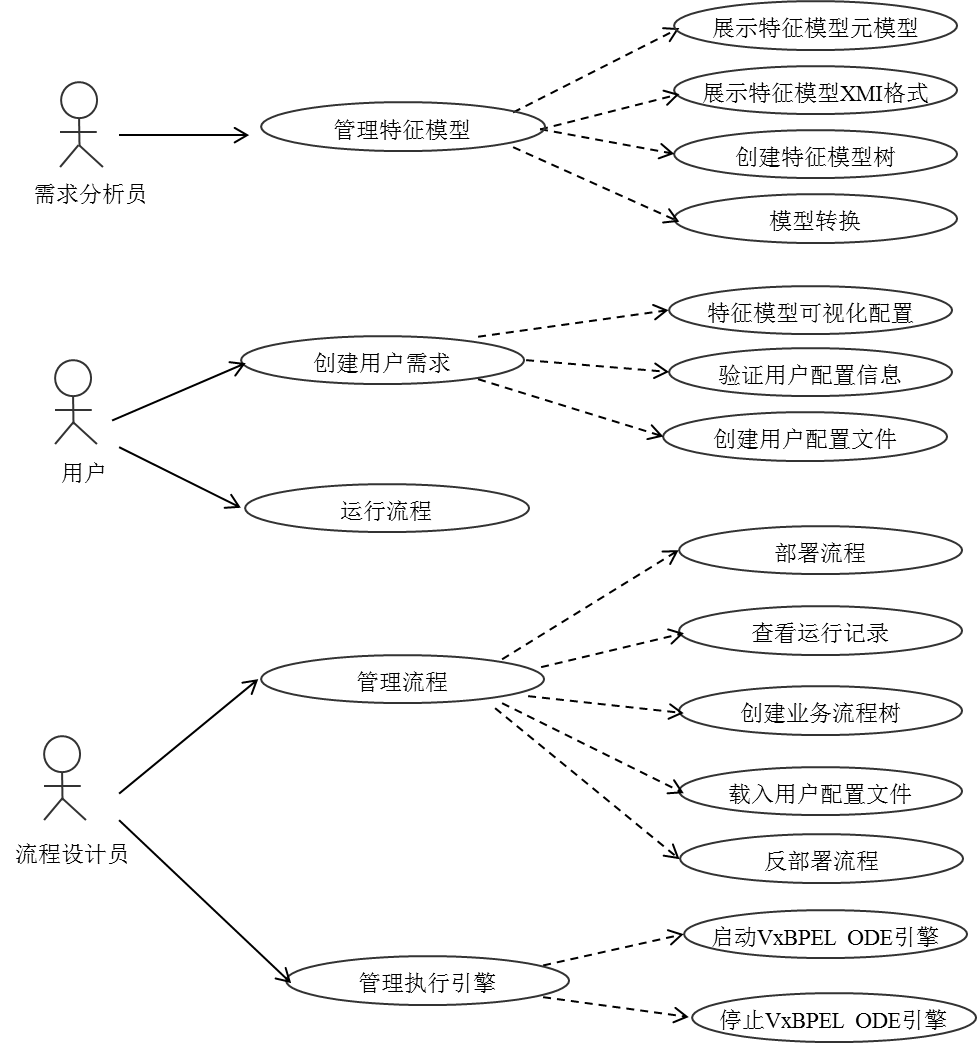 展示特征模型元模型
展示特征模型XMI格式
管理特征模型
创建特征模型树
需求分析员
模型转换
特征模型可视化配置
创建用户需求
验证用户配置信息
创建用户配置文件
用户
运行流程
部署流程
查看运行记录
管理流程
创建业务流程树
载入用户配置文件
流程设计员
反部署流程
启动VxBPEL ODE引擎
管理执行引擎
停止VxBPEL ODE引擎